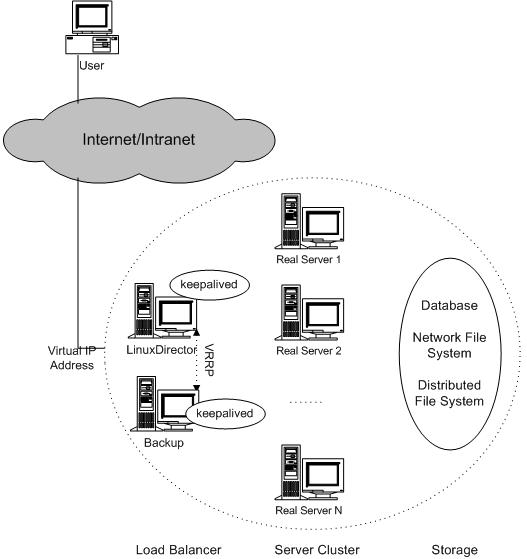 User
Internet/Intranet
Real Server 1
keepalived
Database
LinuxDirector
Real Server 2
Network File
System
Virtual IP
Address
VRRP
Distributed
File System
keepalived
Backup
......
Real Server N
Load Balancer
Server Cluster
Storage